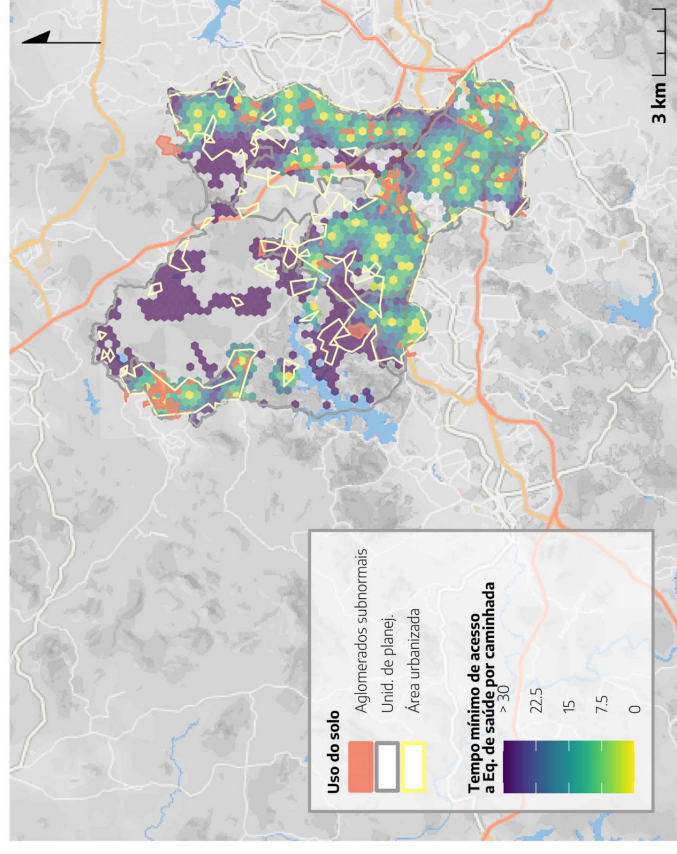 Uso do solo
Aglomerados subnormais
Unid. de planej.
Área urbanizada
Tempo mínimo de acesso
a Eq. de saúde por caminhada
> 30
22.5
15
7.5
0
3 km